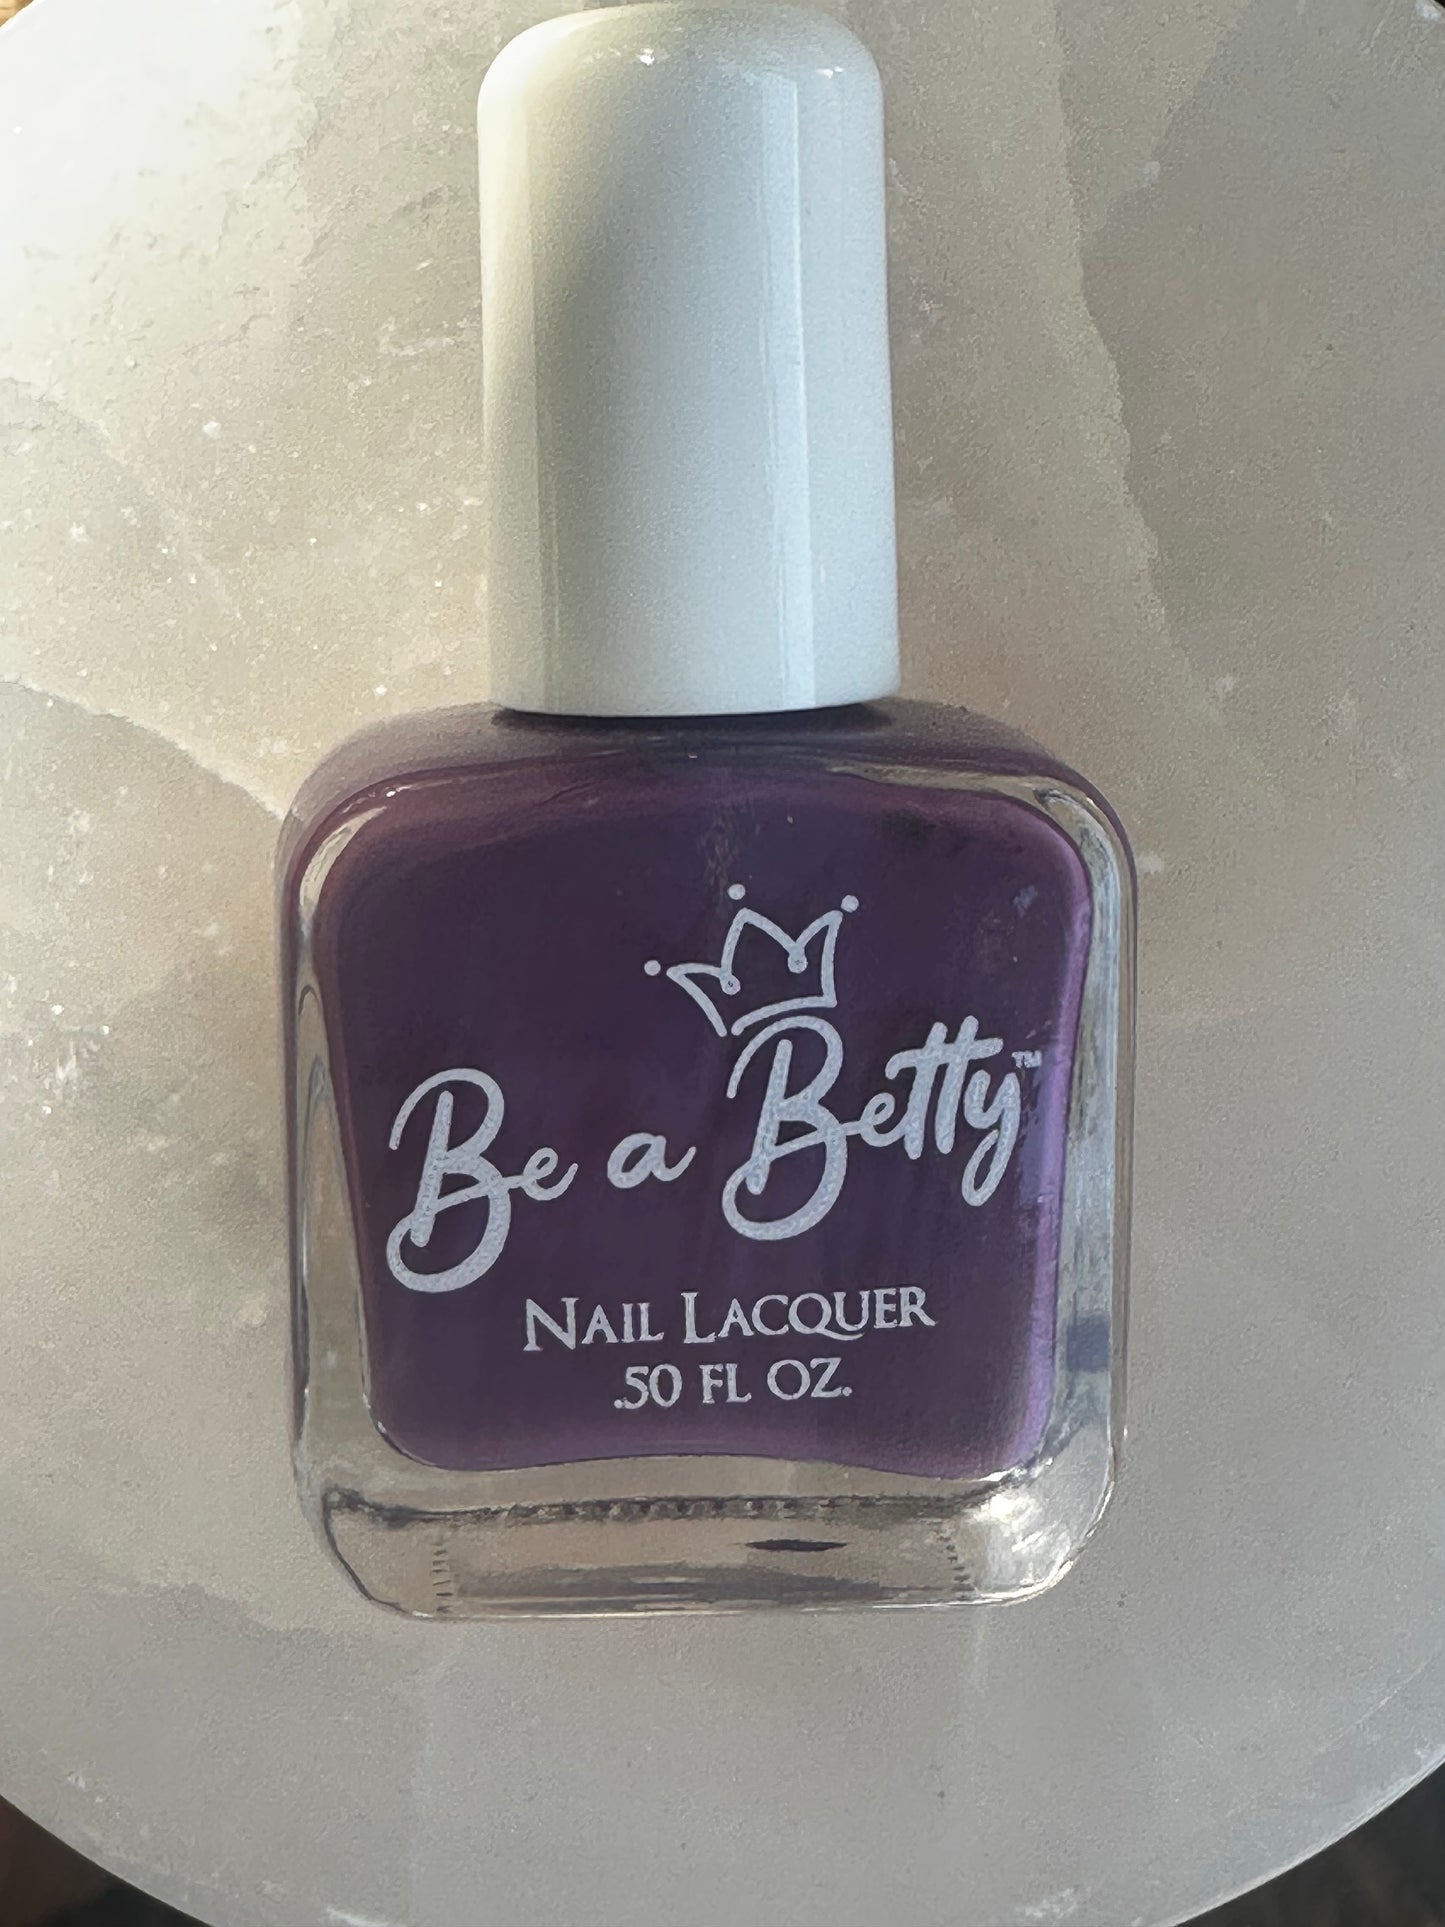 Be a Betty™
NAIL LACQUER
.50 FL OZ.